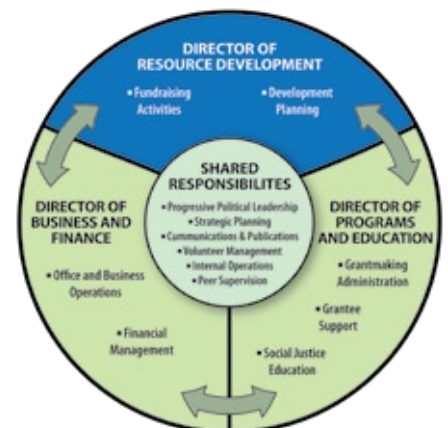 DIRECTOR OF
RESOURCE DEVELOPMENT
• Fundraising
Activities
• Development
Planning
SHARED
RESPONSIBILITES
• Progressive Political Leadership
• Strategic Planning
• Communications & Publications
• Volunteer Management
• Internal Operations
• Peer Supervision
DIRECTOR OF
BUSINESS AND
FINANCE
• Office and Business
Operations
• Financial
Management
DIRECTOR OF
PROGRAMS
AND EDUCATION
• Grantmaking
Administration
• Grantee
Support
• Social Justice
Education